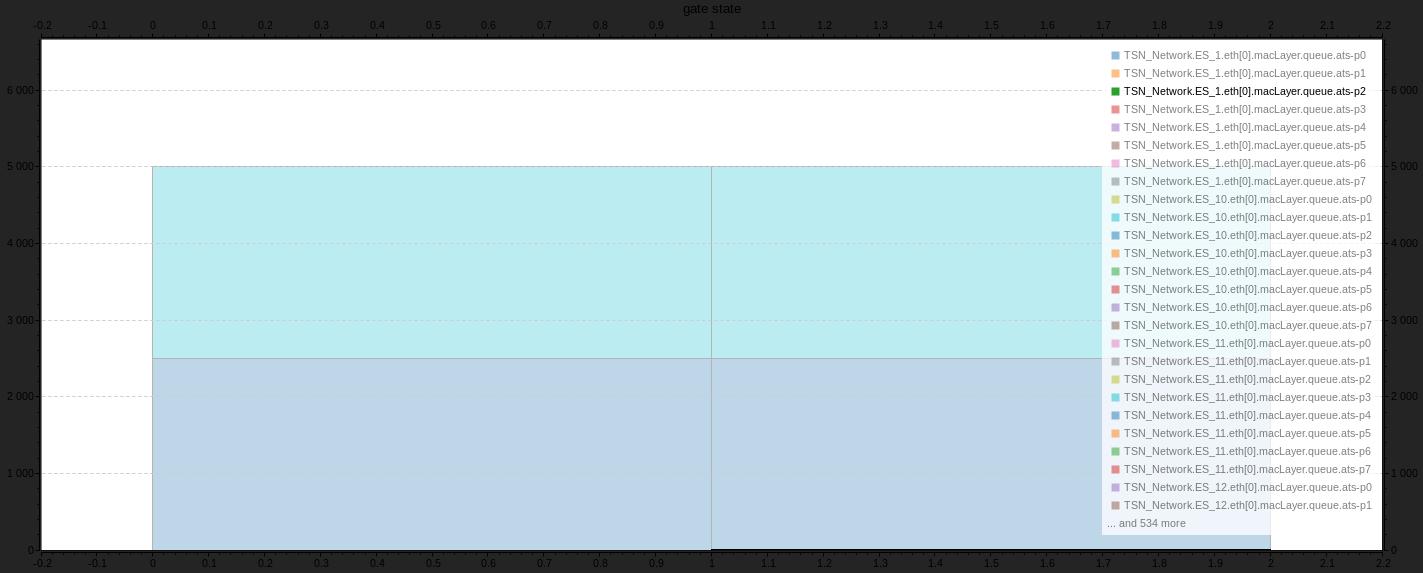 gate state
-0.2 -0.1 0 0.1 0.2 0.3 0.4 0.5 0.6 0.7 0.8 0.9 1 1.1 1.2 1.3 1.4 1.5 1.6 1.7 1.8 1.9 2 2.1 2.2
TSN_Network.ES_1.eth[0].macLayer.queue.ats-p0
TSN_Network.ES_1.eth[0].macLayer.queue.ats-p1
6 000 TSN_Network.ES_1.eth[0].macLayer.queue.ats-p2 6 000
TSN_Network.ES_1.eth[0].macLayer.queue.ats-p3
TSN_Network.ES_1.eth[0].macLayer.queue.ats-p4
TSN_Network.ES_1.eth[0].macLayer.queue.ats-p5
5 000 TSN_Network.ES_1.eth[0].macLayer.queue.ats-p6 5 000
TSN_Network.ES_1.eth[0].macLayer.queue.ats-p7
TSN_Network.ES_10.eth[0].macLayer.queue.ats-p0
TSN_Network.ES_10.eth[0].macLayer.queue.ats-p1
TSN_Network.ES_10.eth[0].macLayer.queue.ats-p2
4 000 4 000
TSN_Network.ES_10.eth[0].macLayer.queue.ats-p3
TSN_Network.ES_10.eth[0].macLayer.queue.ats-p4
TSN_Network.ES_10.eth[0].macLayer.queue.ats-p5
TSN_Network.ES_10.eth[0].macLayer.queue.ats-p6
3 000 TSN_Network.ES_10.eth[0].macLayer.queue.ats-p7 3 000
TSN_Network.ES_11.eth[0].macLayer.queue.ats-p0
TSN_Network.ES_11.eth[0].macLayer.queue.ats-p1
TSN_Network.ES_11.eth[0].macLayer.queue.ats-p2
2 000 TSN_Network.ES_11.eth[0].macLayer.queue.ats-p3 2 000
TSN_Network.ES_11.eth[0].macLayer.queue.ats-p4
TSN_Network.ES_11.eth[0].macLayer.queue.ats-p5
TSN_Network.ES_11.eth[0].macLayer.queue.ats-p6
1 000 TSN_Network.ES_11.eth[0].macLayer.queue.ats-p7 1 000
TSN_Network.ES_12.eth[0].macLayer.queue.ats-p0
TSN_Network.ES_12.eth[0].macLayer.queue.ats-p1
... and 534 more
0 0
-0.2 -0.1 0 0.1 0.2 0.3 0.4 0.5 0.6 0.7 0.8 0.9 1 1.1 1.2 1.3 1.4 1.5 1.6 1.7 1.8 1.9 2 2.1 2.2